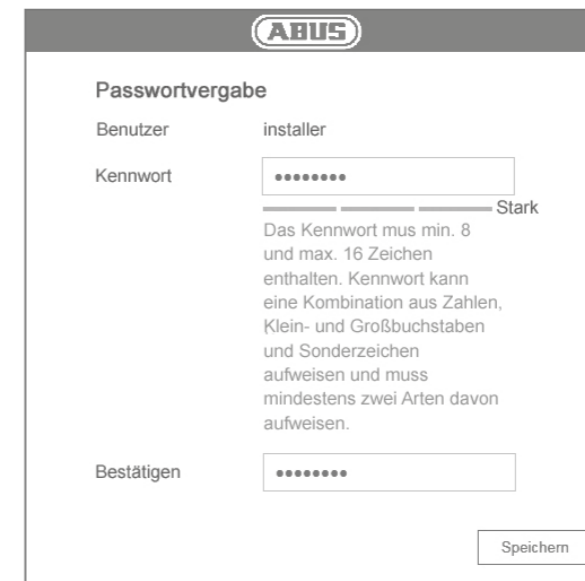 ABUS
Passwortvergabe
Benutzer installer
Kennwort ••••••••
Stark
Das Kennwort mus min. 8
und max. 16 Zeichen
enthalten. Kennwort kann
eine Kombination aus Zahlen,
Klein- und Großbuchstaben
und Sonderzeichen
aufweisen und muss
mindestens zwei Arten davon
aufweisen.
Bestätigen ••••••••
Speichern